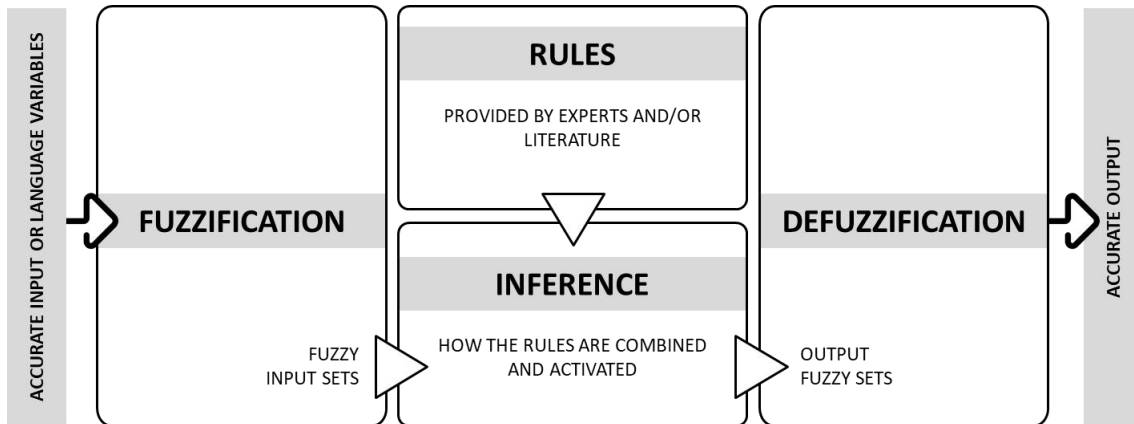 ACCURATE INPUT OR LANGUAGE VARIABLES
FUZZIFICATION
FUZZY
INPUT SETS
RULES
PROVIDED BY EXPERTS AND/OR
LITERATURE
INFERENCE
HOW THE RULES ARE COMBINED
AND ACTIVATED
DEFUZZIFICATION
OUTPUT
FUZZY SETS
ACCURATE OUTPUT